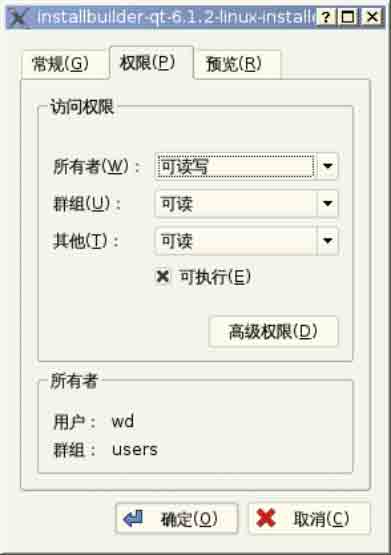 installbuilder-qt-6.1.2-linux-installe
常规(G) 权限(P) 预览(R)
访问权限
所有者(W)： 可读写
群组(U)： 可读
其他(T)： 可读
可执行(E)
高级权限(D)
所有者
用户： wd
群组： users
确定(O) 取消(C)